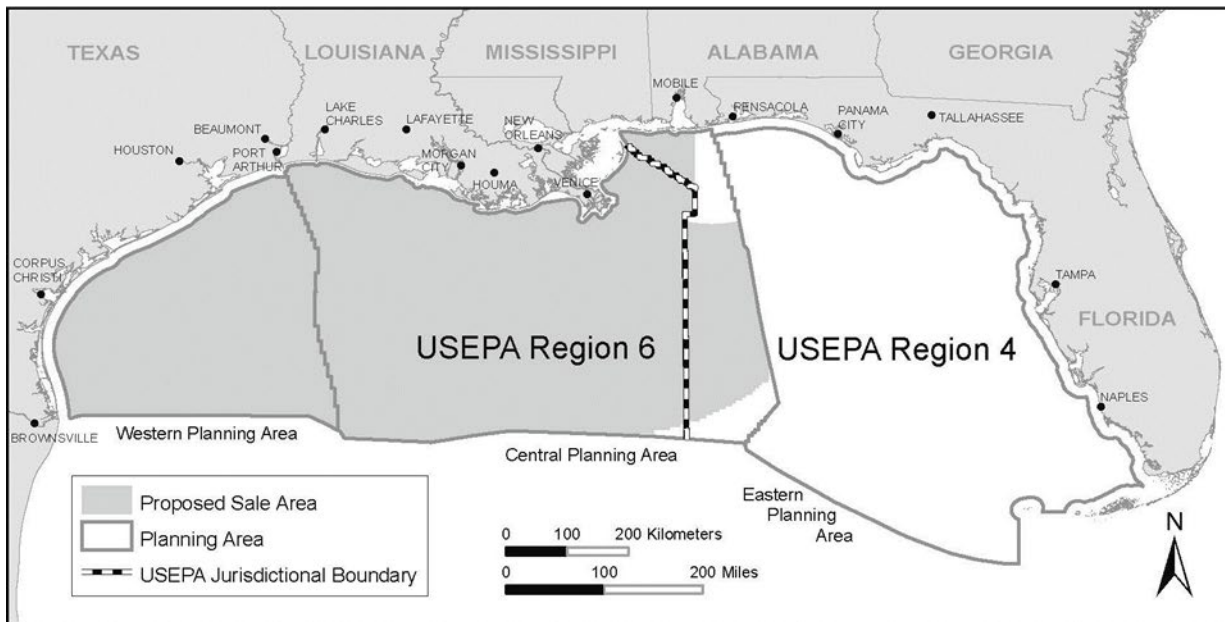 TEXAS
LOUISIANA
MISSISSIPPI
ALABAMA
GEORGIA
MOBILE
PENSACOLA
PANAMA
CITY
TALLAHASSEE
LAKE
CHARLES
LAFAYETTE
NEW
ORLEANS
BEAUMONT
HOUSTON
PORT
ARTHUR
MORGAN
CITY
HOUMA
VENICE
CORPUS
CHRISTI
TAMPA
FLORIDA
USEPA Region 6
USEPA Region 4
NAPLES
BROWNSVILLE
Western Planning Area
Central Planning Area
Eastern
Planning
Area
Proposed Sale Area
Planning Area
USEPA Jurisdictional Boundary
0 100 200 Kilometers
0 100 200 Miles
N